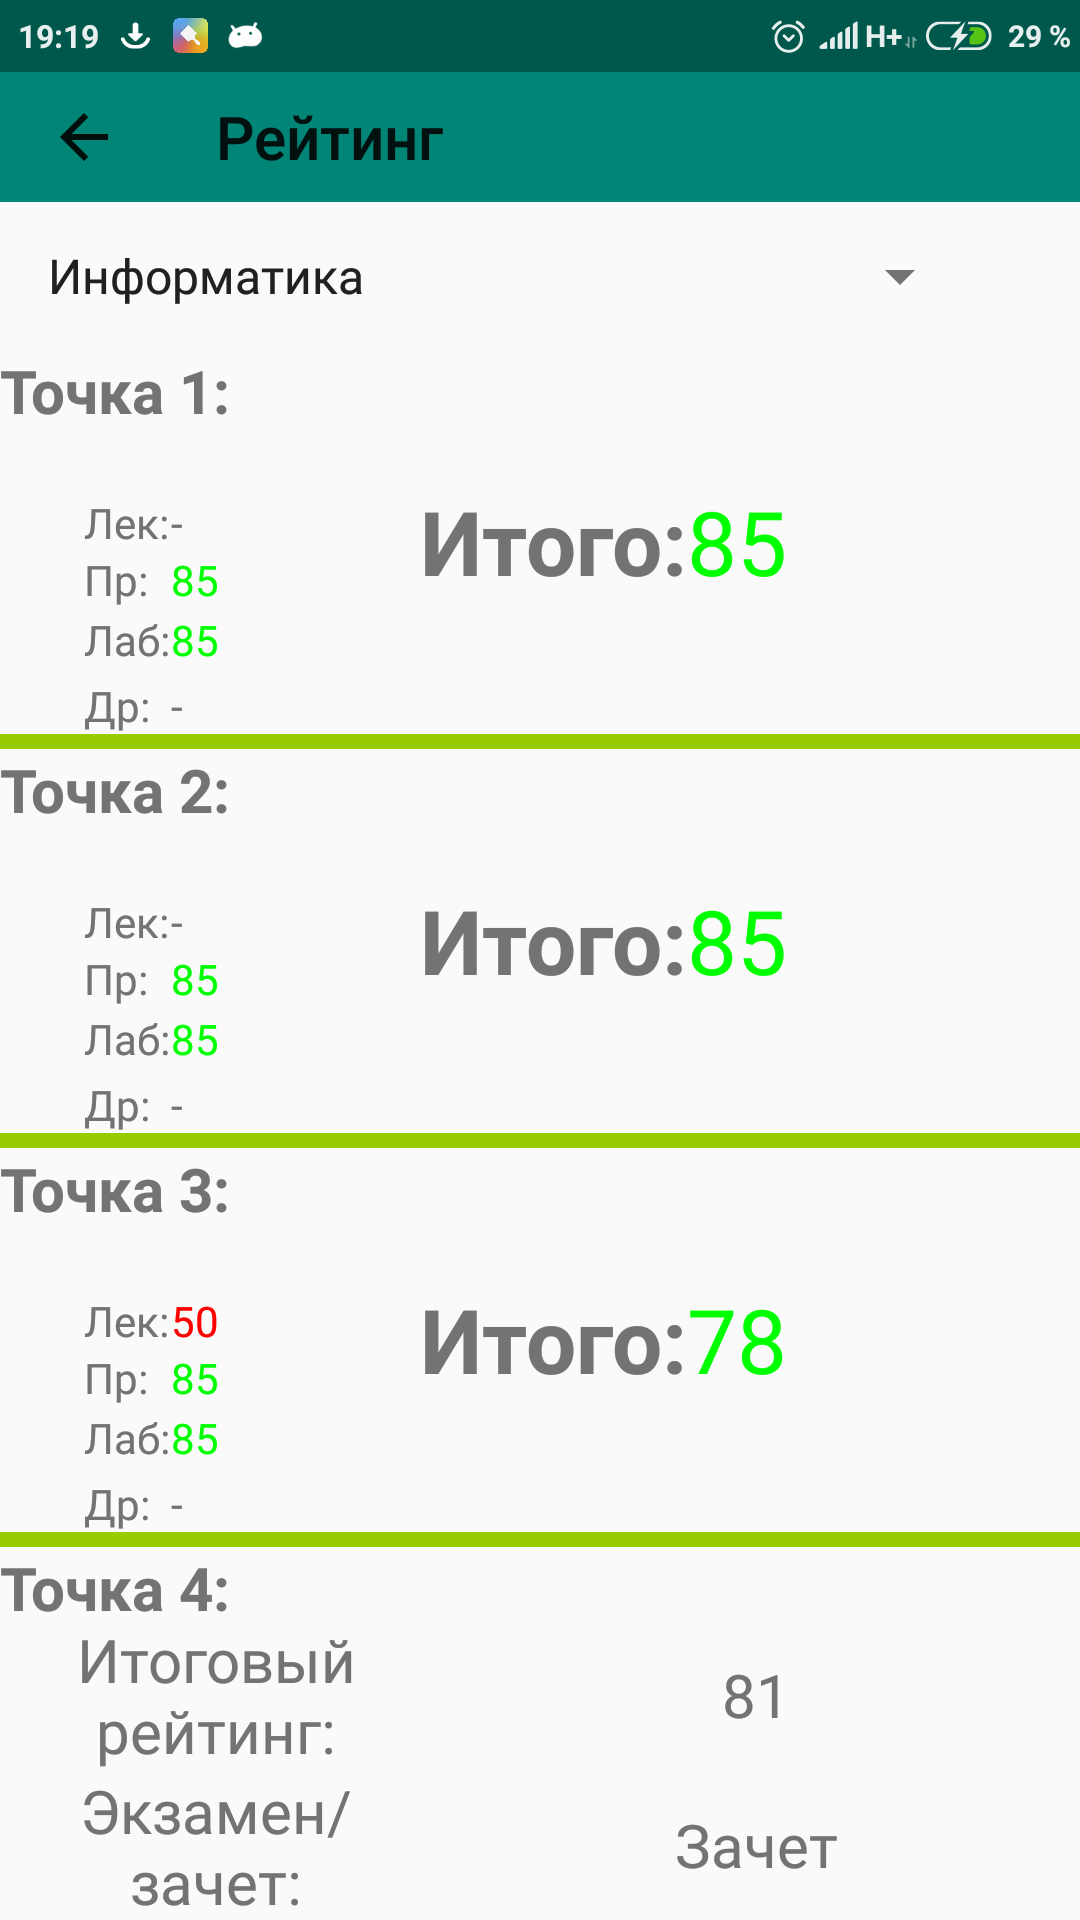 19:19 H+ 29 %
Рейтинг
Информатика
Точка 1:
Лек:-
Пр: 85
Лаб:85
Др: -
Итого:85
Точка 2:
Лек:-
Пр: 85
Лаб:85
Др: -
Итого:85
Точка 3:
Лек:50
Пр: 85
Лаб:85
Др: -
Итого:78
Точка 4:
Итоговый
рейтинг:
81
Экзамен/
зачет:
Зачет